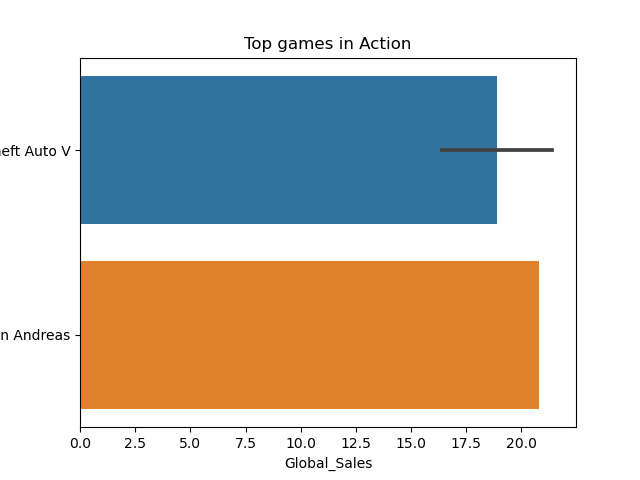 Top games in Action
eft Auto V
n Andreas
0.0 2.5 5.0 7.5 10.0 12.5 15.0 17.5 20.0
Global_Sales